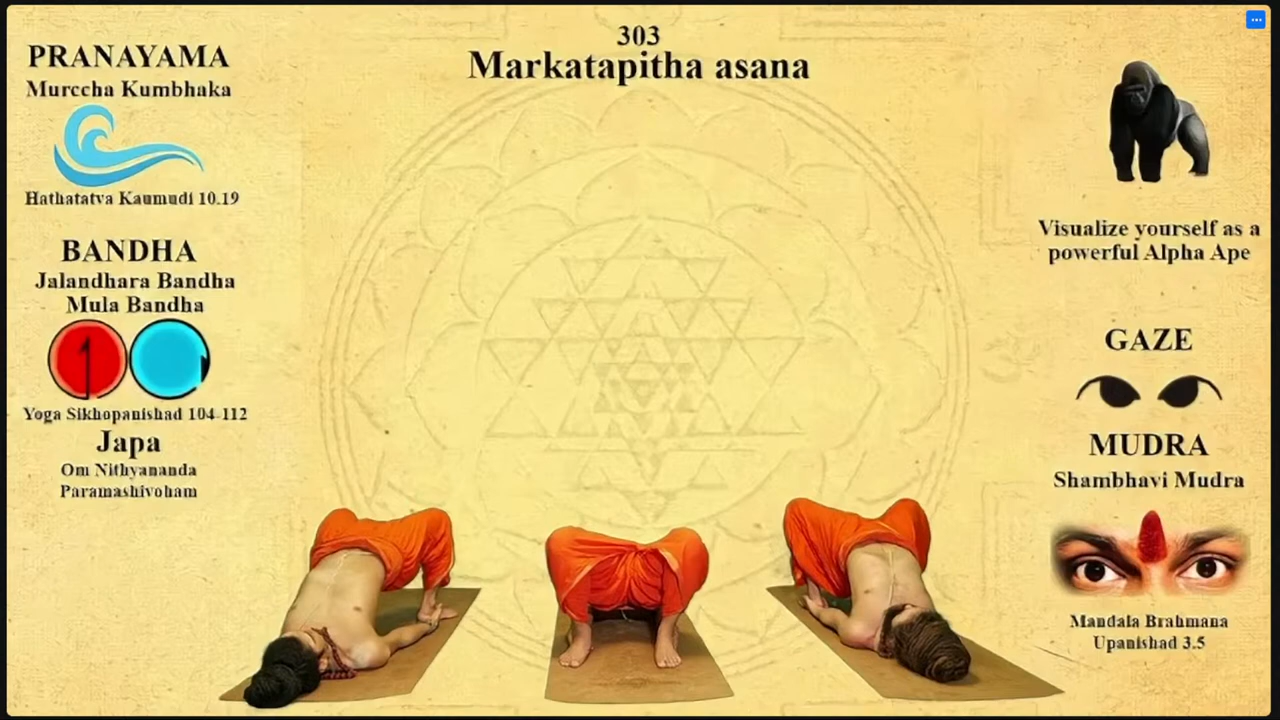 303
Markatapitha asana
PRANAYAMA
Murccha Kumbhaka
Hathatatva Kaumudi 10.19
BANDHA
Jalandhara Bandha
Mula Bandha
Yoga Sikhopanishad 104-112
Japa
Om Nithyananda
Paramashivoham
Visualize yourself as a
powerful Alpha Ape
GAZE
MUDRA
Shambhavi Mudra
Mandala Brahmana
Upanishad 3.5